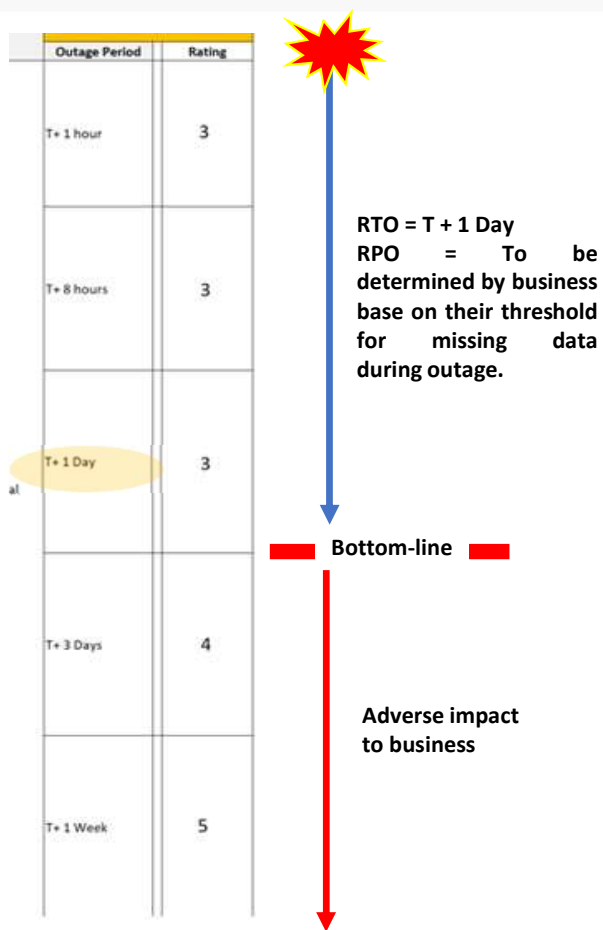 Outage Period Rating
T+ 1 hour 3
T+ 8 hours 3
T+ 1 Day 3
al
T+ 3 Days 4
T+ 1 Week 5
RTO = T + 1 Day
RPO = To be
determined by business
base on their threshold
for missing data
during outage.
Bottom-line
Adverse impact
to business